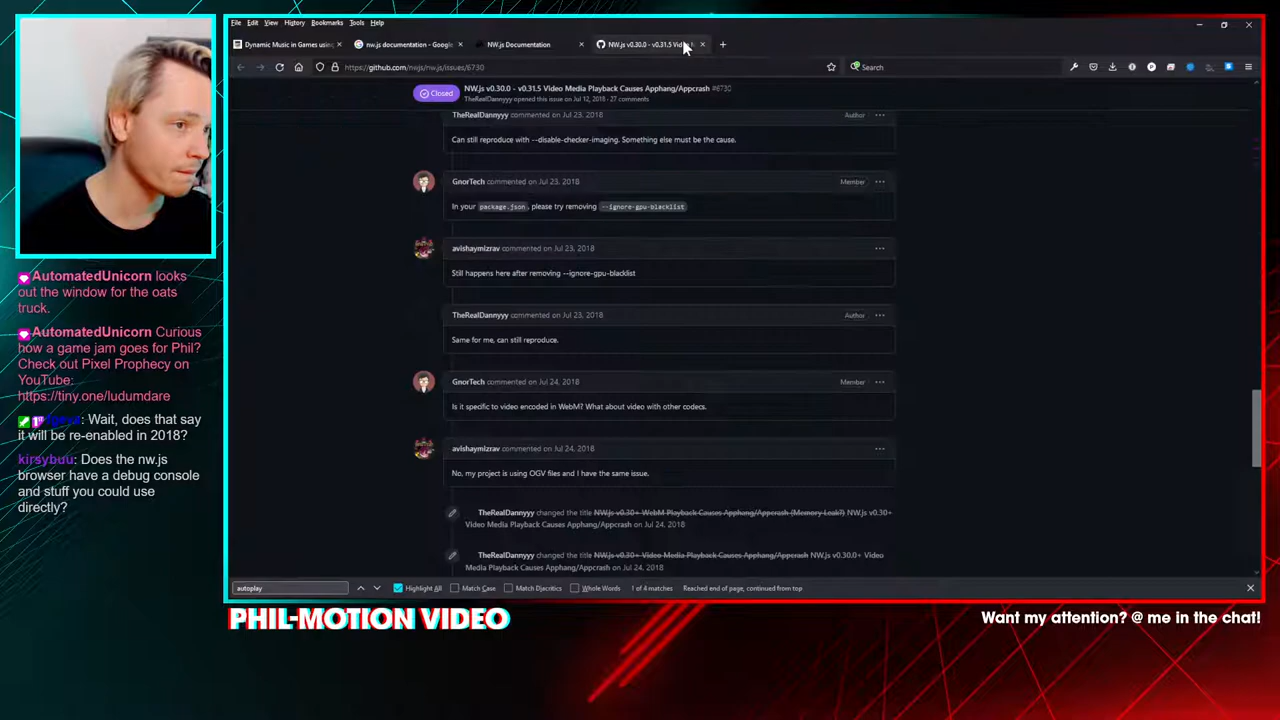 File Edit View History Bookmarks Tools Help
Dynamic Music in Games using
nw.js documentation - Google
NW.js Documentation
NW.js v0.30.0 - v0.31.5
https://github.com/nwjs/nw.js/issues/6730
Search
Closed
NW.js v0.30.0 - v0.31.5 Video Media Playback Causes Apphang/Appcrash #6730
TheRealDannyyy opened this issue on Jul 12, 2018 · 27 comments
TheRealDannyyy commented on Jul 23, 2018
Author
Can still reproduce with --disable-checker-imaging. Something else must be the cause.
GnorTech commented on Jul 23, 2018
Member
In your package.json, please try removing --ignore-gpu-blacklist
avishaymizrav commented on Jul 23, 2018
Still happens here after removing --ignore-gpu-blacklist
TheRealDannyyy commented on Jul 23, 2018
Author
Same for me, can still reproduce.
GnorTech commented on Jul 24, 2018
Member
Is it spedific to video encoded in WebM? What about video with other codecs.
avishaymizrav commented on Jul 24, 2018
No, my project is using OGV files and I have the same issue.
TheRealDannyyy changed the title NW.js v0.30+ WebM Playback Causes Apphang/Appcrash (Memory Leak?) NW.js v0.30+
Video Media Playback Causes Apphang/Appcrash on Jul 24, 2018
TheRealDannyyy changed the title NW.js v0.30+ Video Media Playback Causes Apphang/Appcrash NW.js v0.30.0+ Video
Media Playback Causes Apphang/Appcrash on Jul 24, 2018
autoplay
Highlight All
Match Case
Match Diacritics
Whole Words
1 of 4 matches
Reached end of page, continued from top
AutomatedUnicorn looks
out the window for the oats
truck.
AutomatedUnicorn Curious
how a game jam goes for Phil?
Check out Pixel Prophecy on
YouTube:
https://tiny.one/ludumdare
: Wait, does that say
it will be re-enabled in 2018?
kirsybuu: Does the nw.js
browser have a debug console
and stuff you could use
directly?
PHIL-MOTION VIDEO
Want my attention? @ me in the chat!